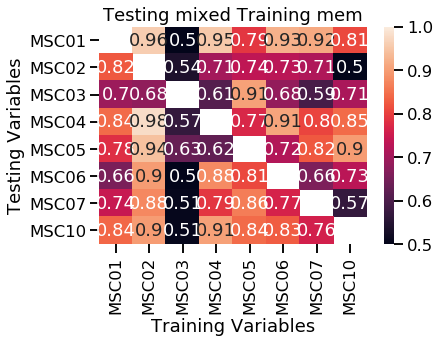 Testing mixed Training mem
MSC01 0.96 0.5 0.95 0.79 0.93 0.92 0.81
MSC02 0.82 0.54 0.71 0.74 0.73 0.71 0.5
MSC03 0.7 0.68 0.61 0.91 0.68 0.59 0.71
MSC04 0.84 0.98 0.57 0.77 0.91 0.8 0.85
MSC05 0.78 0.94 0.63 0.62 0.72 0.82 0.9
MSC06 0.66 0.9 0.5 0.88 0.81 0.66 0.73
MSC07 0.74 0.88 0.51 0.79 0.86 0.77 0.57
MSC10 0.84 0.9 0.51 0.91 0.84 0.83 0.76
MSC01 MSC02 MSC03 MSC04 MSC05 MSC06 MSC07 MSC10
Training Variables
Testing Variables
1.0
0.9
0.8
0.7
0.6
0.5